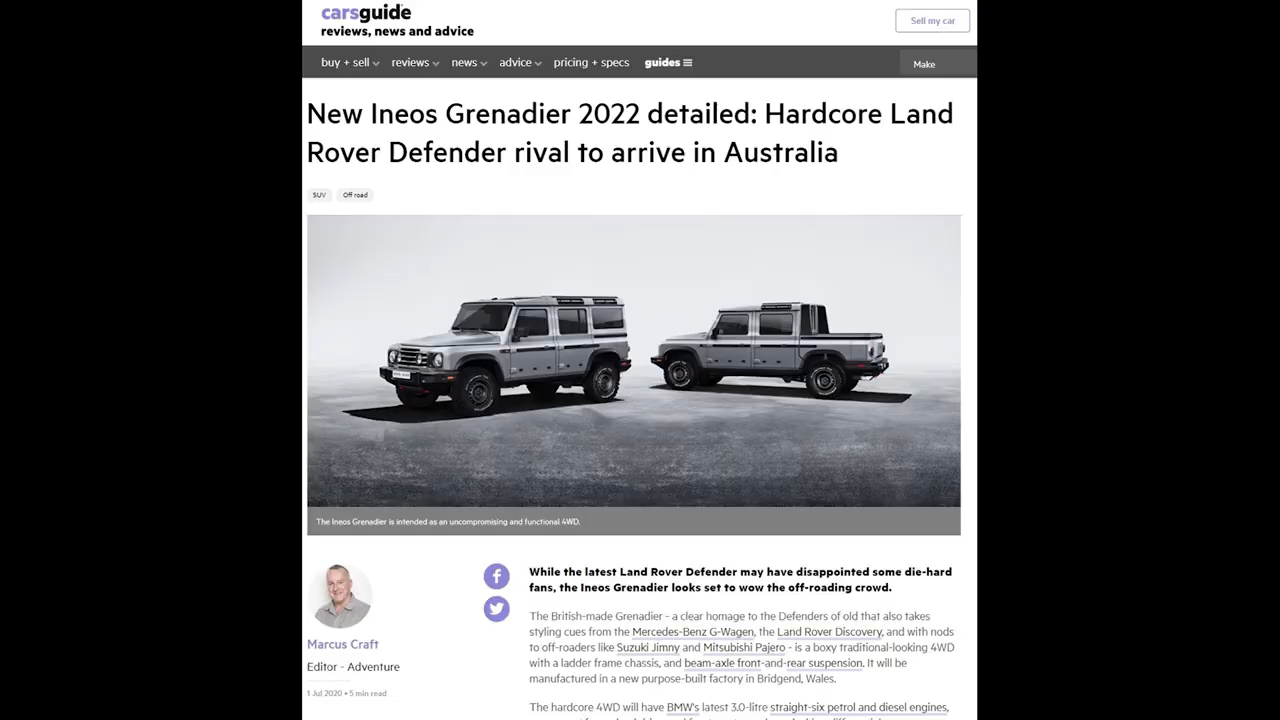 carsguide
reviews, news and advice
Sell my car
buy + sell
reviews
news
advice
pricing + specs
guides
Make
New Ineos Grenadier 2022 detailed: Hardcore Land
Rover Defender rival to arrive in Australia
SUV
Off road
The Ineos Grenadier is intended as an uncompromising and functional 4WD.
Marcus Craft
Editor - Adventure
1 Jul 2020 • 5 min read
While the latest Land Rover Defender may have disappointed some die-hard
fans, the Ineos Grenadier looks set to wow the off-roading crowd.
The British-made Grenadier - a clear homage to the Defenders of old that also takes
styling cues from the Mercedes-Benz G-Wagen, the Land Rover Discovery, and with nods
to off-roaders like Suzuki Jimny and Mitsubishi Pajero - is a boxy traditional-looking 4WD
with a ladder frame chassis, and beam-axle front-and-rear suspension. It will be
manufactured in a new purpose-built factory in Bridgend, Wales.
The hardcore 4WD will have BMW's latest 3.0-litre straight-six petrol and diesel engines,